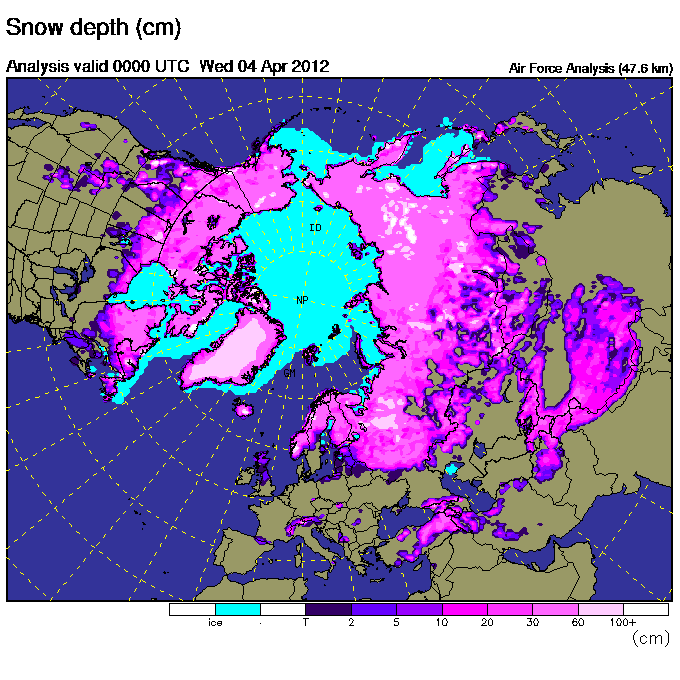 Snow depth (cm)
Analysis valid 0000 UTC Wed 04 Apr 2012
Air Force Analysis (47.6 km)
ID
NP
GM
ice - T 2 5 10 20 30 60 100+
(cm)